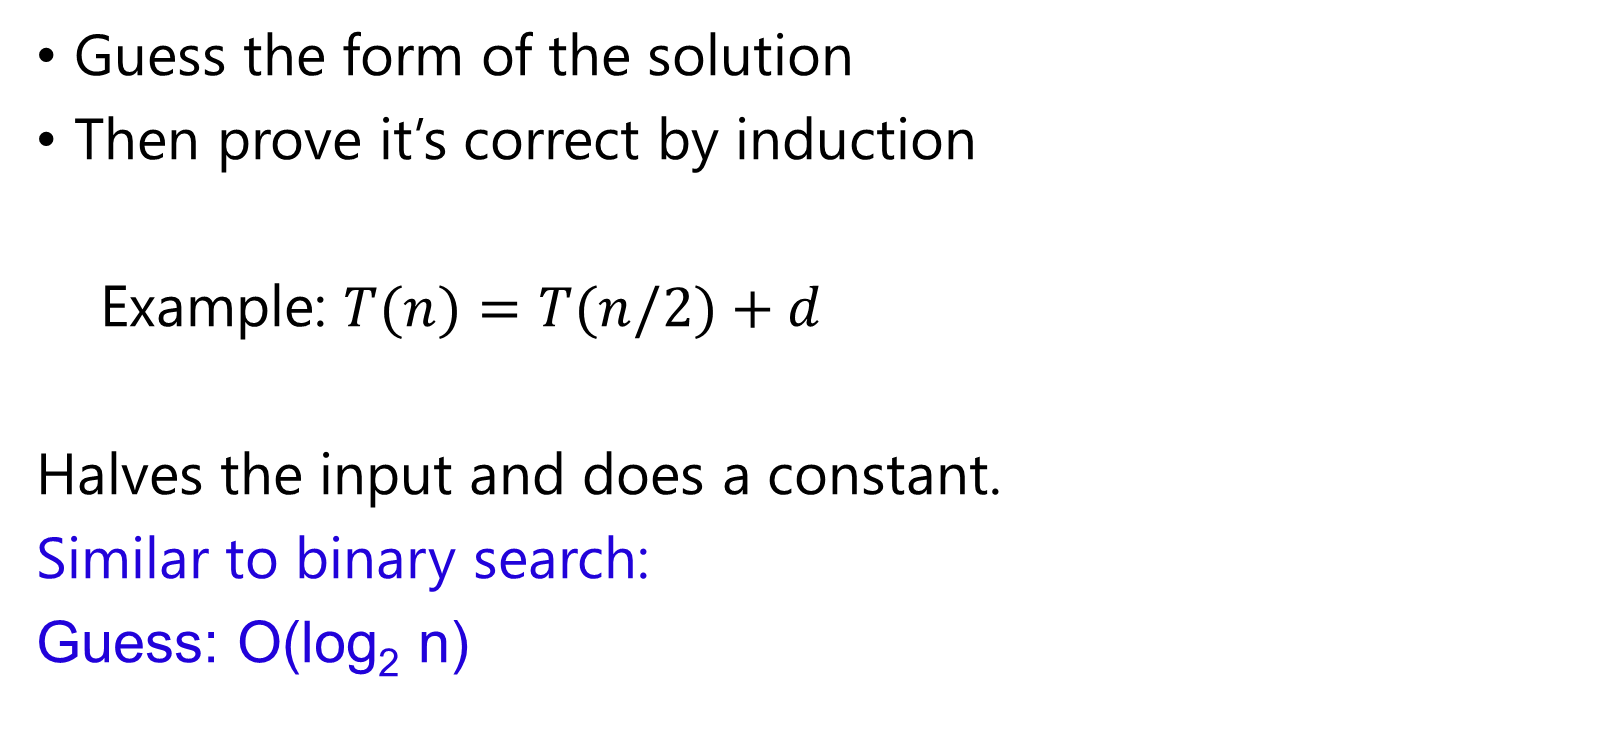 • Guess the form of the solution
• Then prove it’s correct by induction
Example: T(n) = T(n/2) + d
Halves the input and does a constant.
Similar to binary search:
Guess: O(log₂ n)